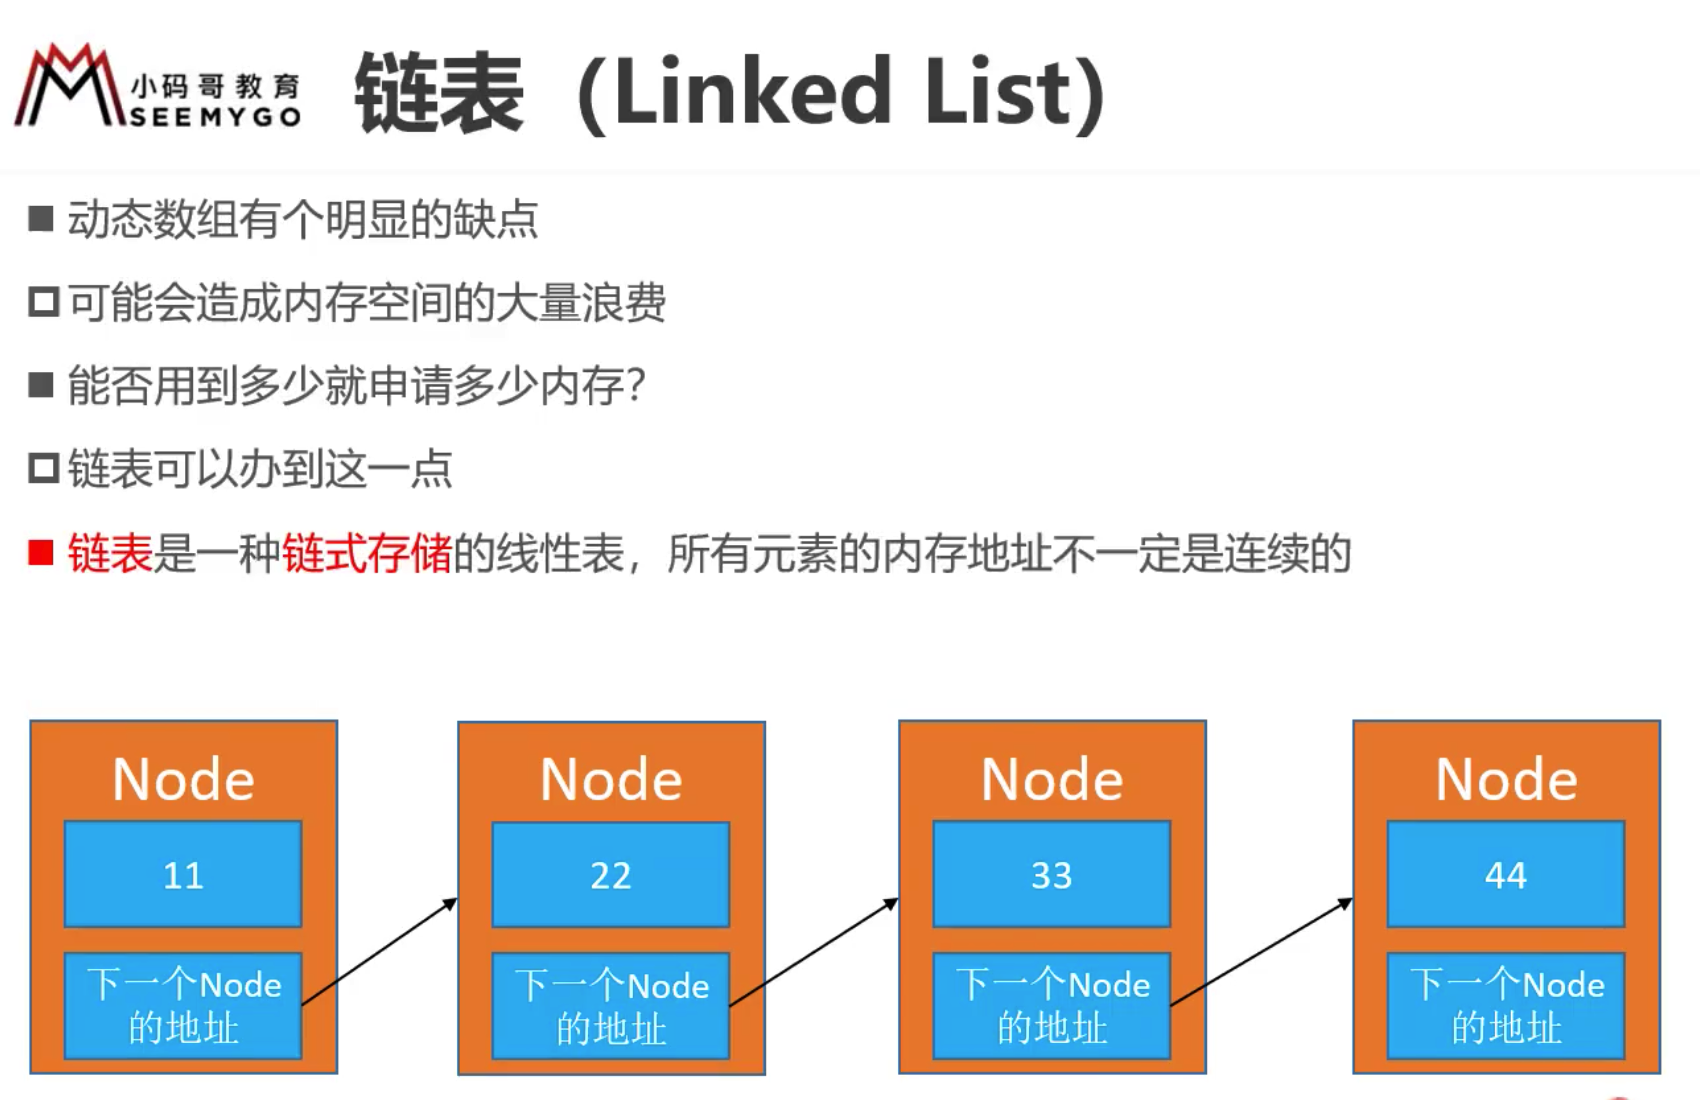 小码哥教育
SEEMYGO
链表（Linked List）
动态数组有个明显的缺点
可能会造成内存空间的大量浪费
能否用到多少就申请多少内存？
链表可以办到这一点
链表是一种链式存储的线性表，所有元素的内存地址不一定是连续的
Node
11
下一个Node
的地址
Node
22
下一个Node
的地址
Node
33
下一个Node
的地址
Node
44
下一个Node
的地址